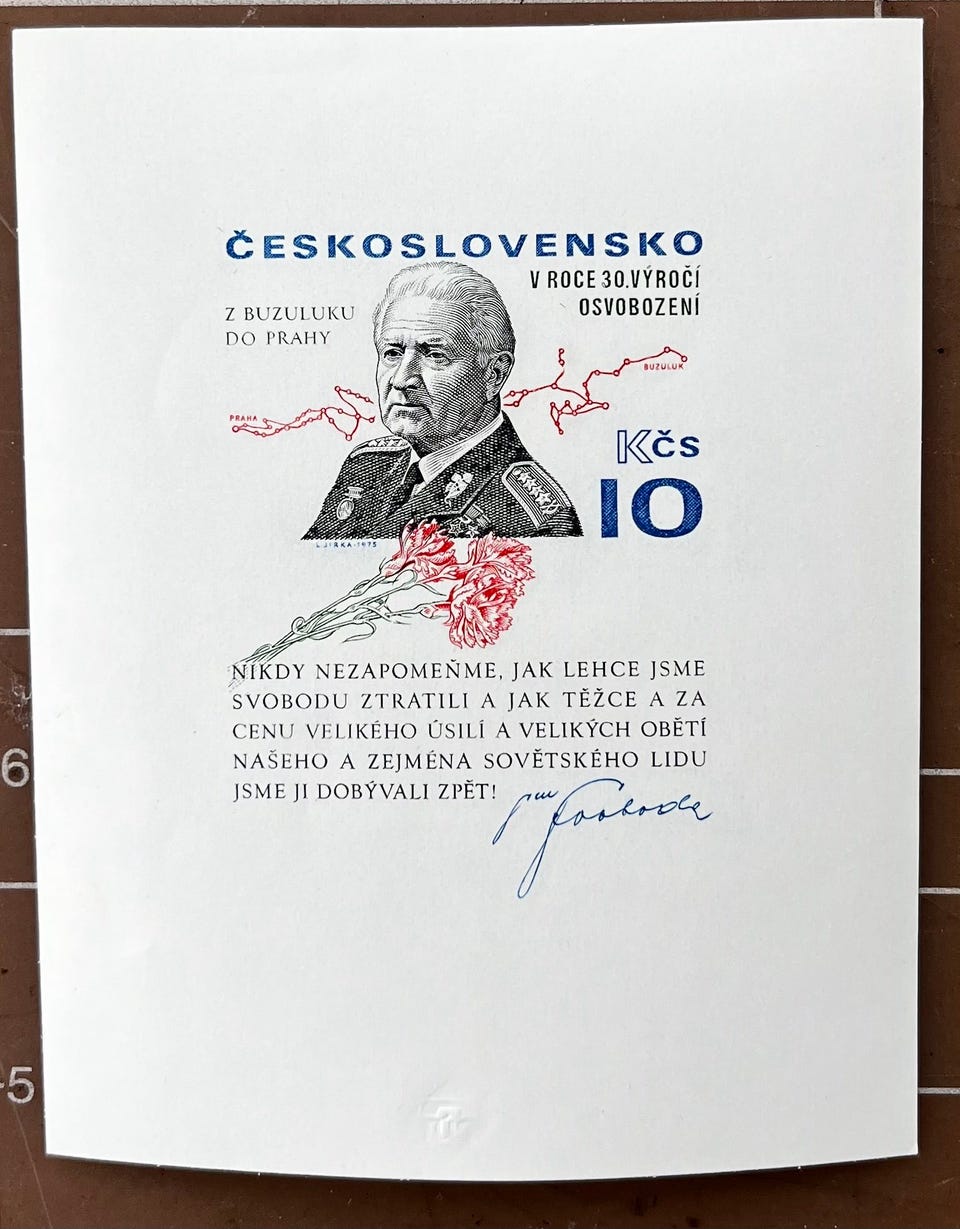 ČESKOSLOVENSKO
V ROCE 30.VÝROČÍ
OSVOBOZENÍ
Z BUZULUKU
DO PRAHY
BUZULUK
PRAHA
Kčs
10
L.JIRKA-1975
NIKDY NEZAPOMEŇME, JAK LEHCE JSME
SVOBODU ZTRATILI A JAK TĚŽCE A ZA
CENU VELIKÉHO ÚSILÍ A VELIKÝCH OBĚTÍ
NAŠEHO A ZEJMÉNA SOVĚTSKÉHO LIDU
JSME JI DOBÝVALI ZPĚT!
Svoboda
6
5